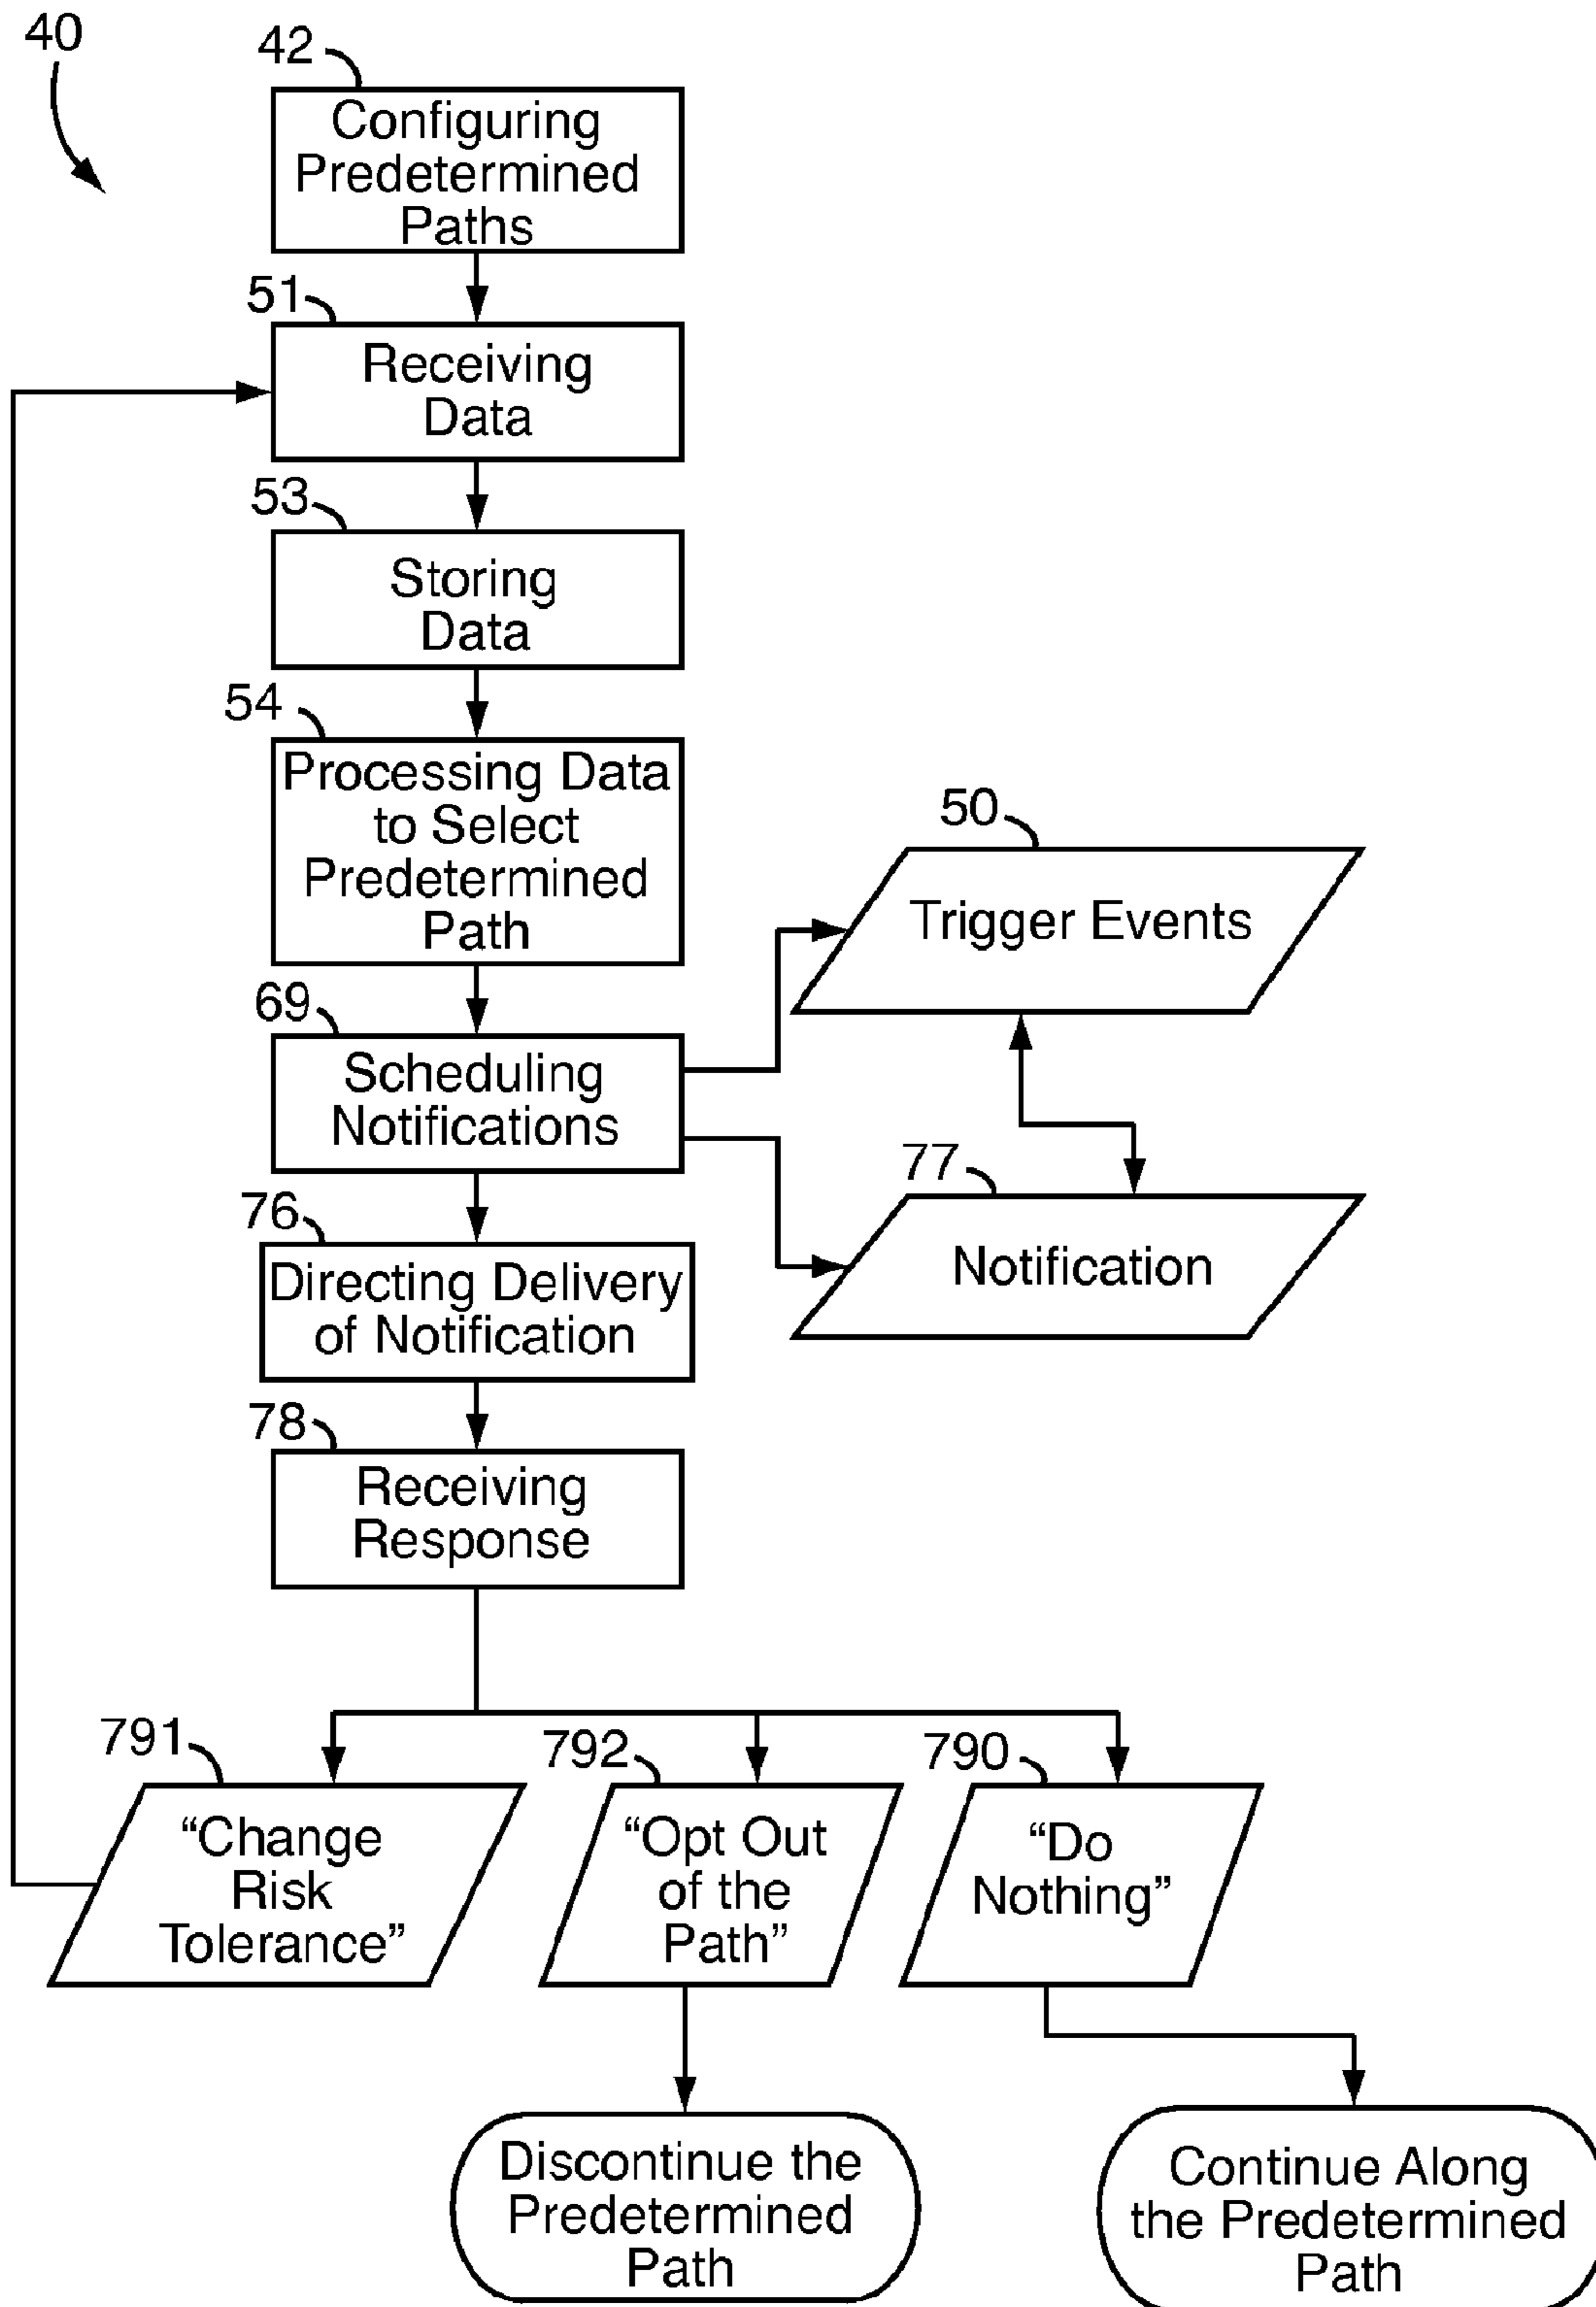 40
42
Configuring
Predetermined
Paths
51
Receiving
Data
53
Storing
Data
54
Processing Data
to Select
Predetermined
Path
50
Trigger Events
69
Scheduling
Notifications
77
Notification
76
Directing Delivery
of Notification
78
Receiving
Response
791
“Change
Risk
Tolerance”
792
“Opt Out
of the
Path”
790
“Do
Nothing”
Discontinue the
Predetermined
Path
Continue Along
the Predetermined
Path